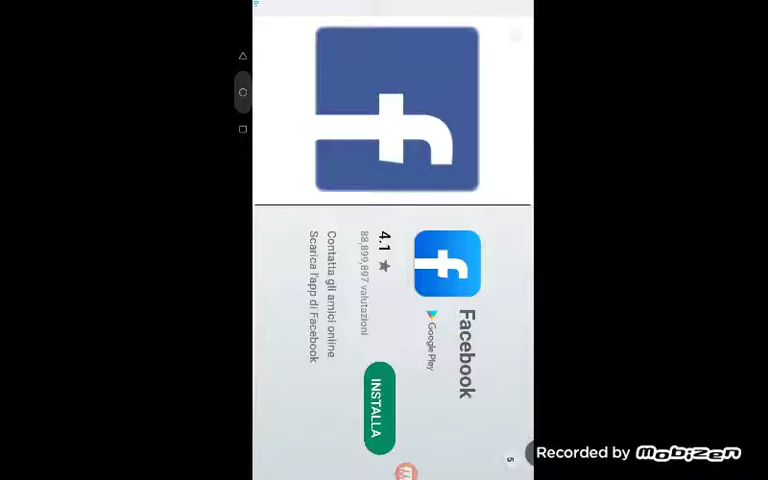 Facebook
Google Play
4.1 ★
88,899,897 valutazioni
Contatta gli amici online
Scarica l'app di Facebook
INSTALLA
5
Recorded by MOBIZEN